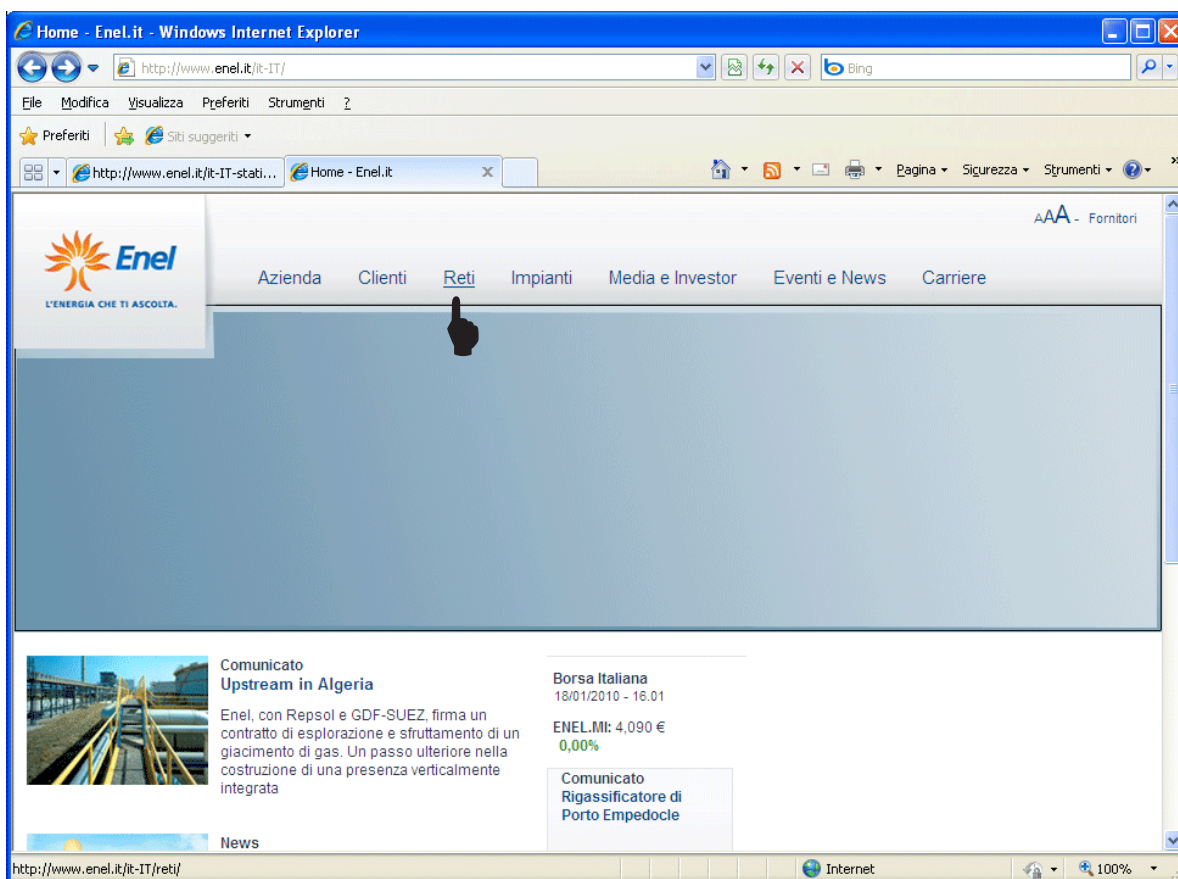 Home - Enel.it - Windows Internet Explorer
http://www.enel.it/it-IT/
Bing
File Modifica Visualizza Preferiti Strumenti ?
Preferiti Siti suggeriti
http://www.enel.it/it-IT-stati... Home - Enel.it X Pagina Sicurezza Strumenti »
AAA - Fornitori
Enel
L'ENERGIA CHE TI ASCOLTA.
Azienda Clienti Reti Impianti Media e Investor Eventi e News Carriere
Comunicato
Upstream in Algeria
Enel, con Repsol e GDF-SUEZ, firma un
contratto di esplorazione e sfruttamento di un
giacimento di gas. Un passo ulteriore nella
costruzione di una presenza verticalmente
integrata
News
Borsa Italiana
18/01/2010 - 16.01
ENEL.MI: 4,090 €
0,00%
Comunicato
Rigassificatore di
Porto Empedocle
http://www.enel.it/it-IT/reti/ Internet 100%